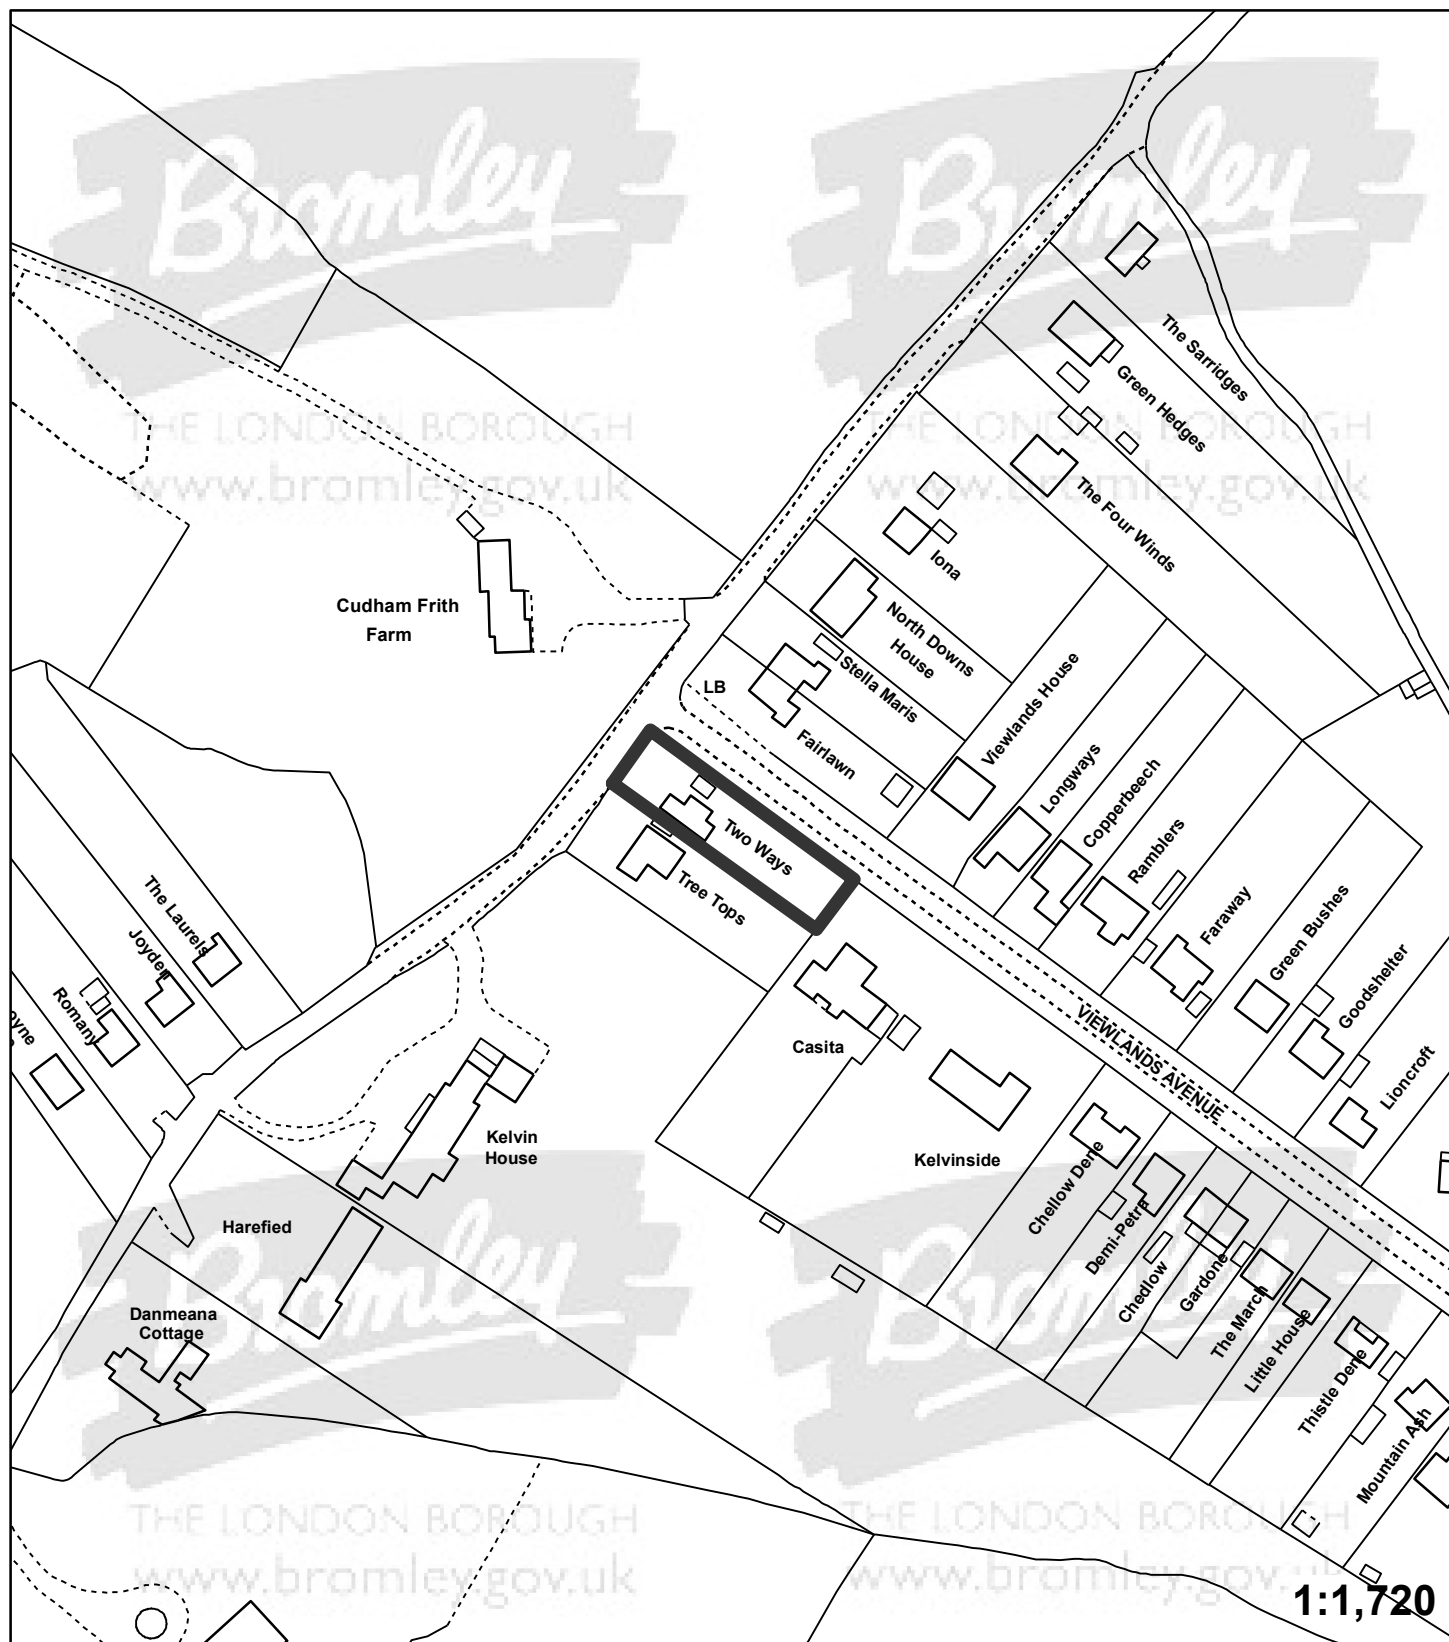 Bromley
THE LONDON BOROUGH
www.bromley.gov.uk
Bromley
THE LONDON BOROUGH
www.bromley.gov.uk
The Sarridges
Green Hedges
The Four Winds
Iona
North Downs
House
Stella Maris
Fairlawn
LB
Cudham Frith
Farm
Viewlands House
Longways
Copperbeech
Ramblers
Faraway
Green Bushes
Goodshelter
Lioncroft
Two Ways
Tree Tops
VIEWLANDS AVENUE
The Laurels
Joyden
Romany
oyne
Casita
Kelvinside
Kelvin
House
Harefied
Danmeana
Cottage
Chellow Dene
Demi-Petra
Chedlow
Gardone
The March
Little House
Thistle Dene
Mountain Ash
Bromley
THE LONDON BOROUGH
www.bromley.gov.uk
Bromley
THE LONDON BOROUGH
www.bromley.gov.uk
1:1,720